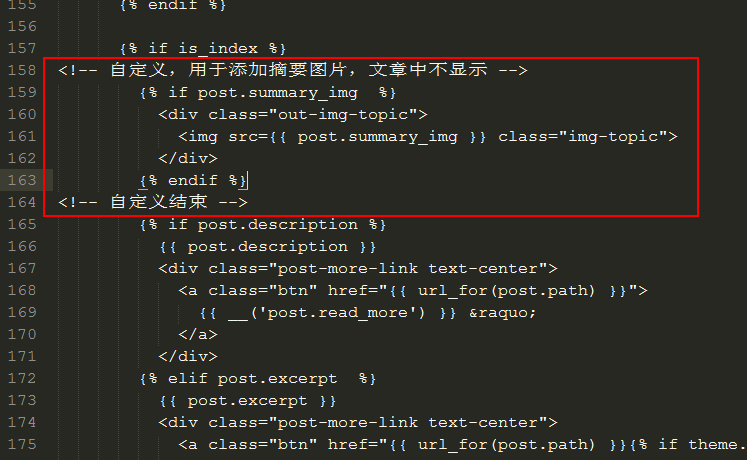 155 {% endif %}
156
157 {% if is_index %}
158 <!-- 自定义，用于添加摘要图片，文章中不显示 -->
159 {% if post.summary_img  %}
160 <div class="out-img-topic">
161 <img src={{ post.summary_img }} class="img-topic">
162 </div>
163 {% endif %}
164 <!-- 自定义结束 -->
165 {% if post.description %}
166 {{ post.description }}
167 <div class="post-more-link text-center">
168 <a class="btn" href="{{ url_for(post.path) }}">
169 {{ __('post.read_more') }} &raquo;
170 </a>
171 </div>
172 {% elif post.excerpt  %}
173 {{ post.excerpt }}
174 <div class="post-more-link text-center">
175 <a class="btn" href="{{ url_for(post.path) }}{% if theme.